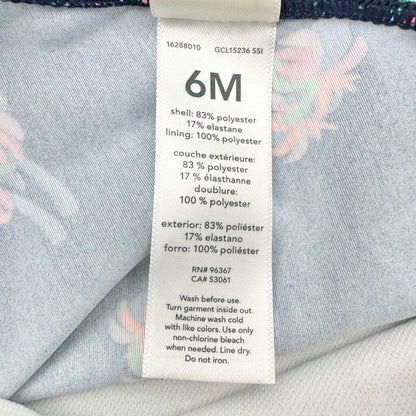 16288010 GCL15236 SSI
6M
shell: 83% polyester
17% elastane
lining: 100% polyester
couche extérieure:
83 % polyester
17 % élasthanne
doublure:
100 % polyester
exterior: 83% poliéster
17% elastano
forro: 100% poliéster
RN# 96367
CA# 53061
Wash before use.
Turn garment inside out.
Machine wash cold
with like colors. Use only
non-chlorine bleach
when needed. Line dry.
Do not iron.